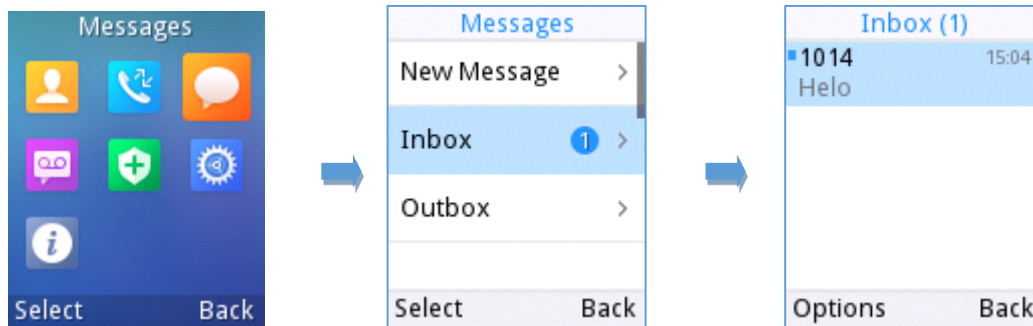 Messages
Select Back
Messages
New Message
Inbox 1
Outbox
Select Back
Inbox (1)
1014 15:04
Helo
Options Back